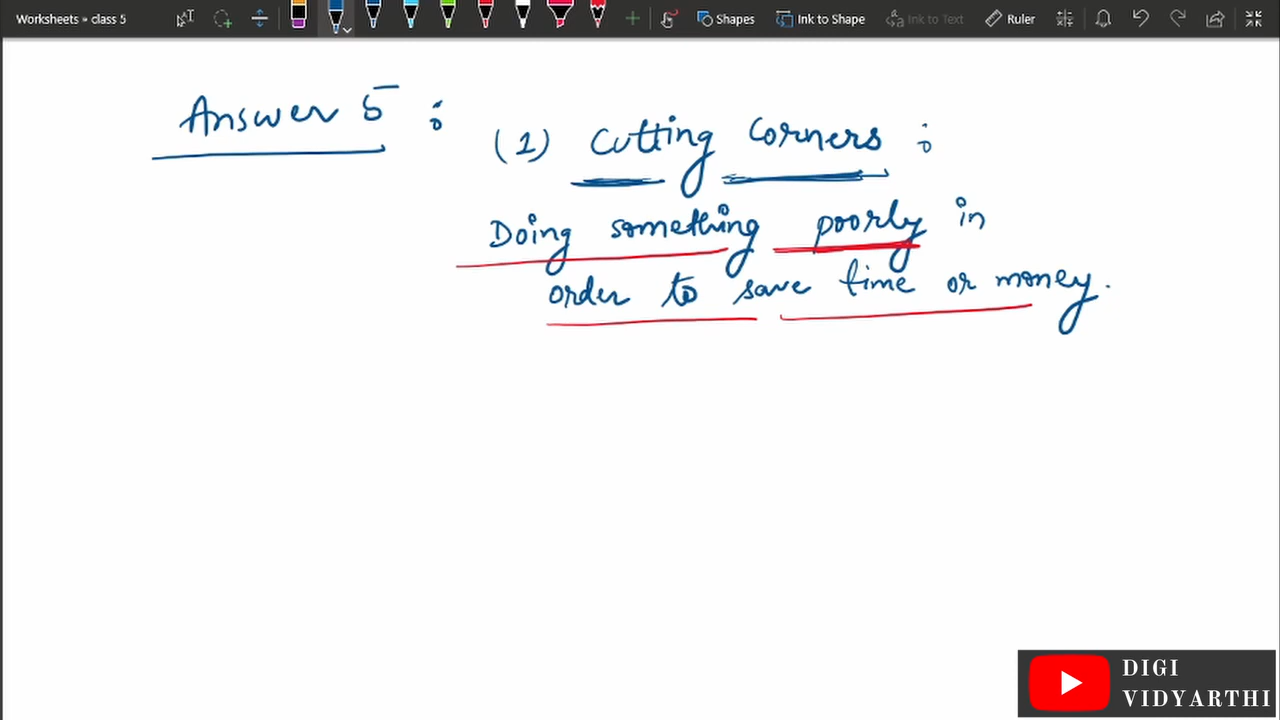 Worksheets » class 5
Shapes
Ink to Shape
Ink to Text
Ruler
Answer 5 :
(1) Cutting Corners :
Doing something poorly in
order to save time or money.
DIGI
VIDYARTHI